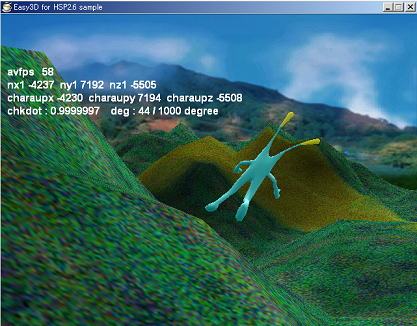 Easy3D for HSP2.6 sample
avfps 58
nx1 -4237 ny1 7192 nz1 -5505
charaupx -4230 charaupy 7194 charaupz -5508
chkdot : 0.9999997 deg : 44 / 1000 degree